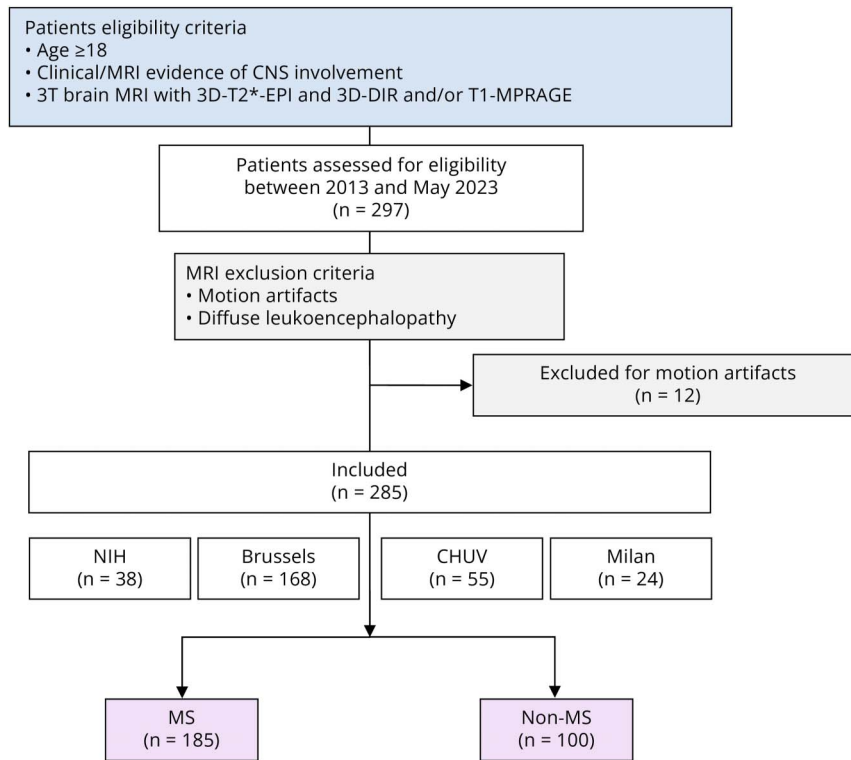 Patients eligibility criteria
• Age ≥18
• Clinical/MRI evidence of CNS involvement
• 3T brain MRI with 3D-T2*-EPI and 3D-DIR and/or T1-MPRAGE
Patients assessed for eligibility
between 2013 and May 2023
(n = 297)
MRI exclusion criteria
• Motion artifacts
• Diffuse leukoencephalopathy
Excluded for motion artifacts
(n = 12)
Included
(n = 285)
NIH
(n = 38)
Brussels
(n = 168)
CHUV
(n = 55)
Milan
(n = 24)
MS
(n = 185)
Non-MS
(n = 100)